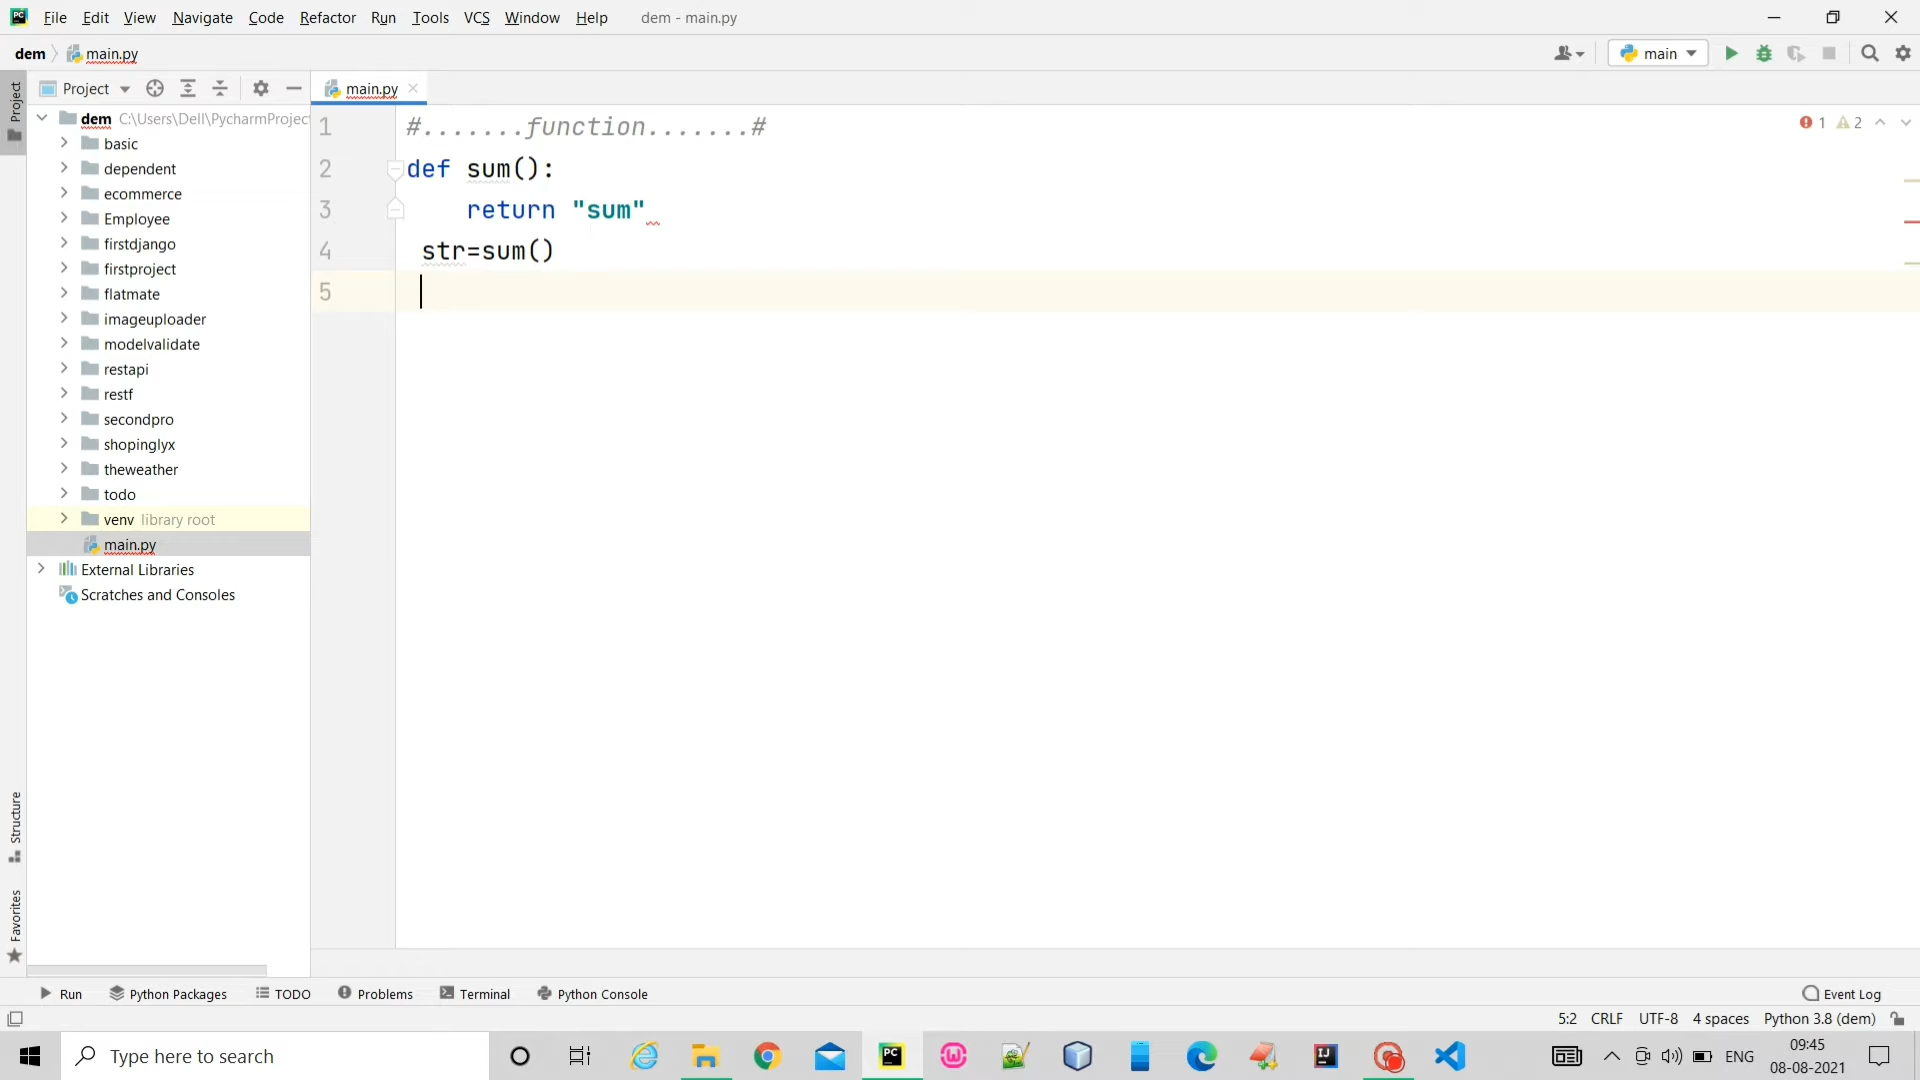 PC File Edit View Navigate Code Refactor Run Tools VCS Window Help dem - main.py
dem main.py main
Project Project main.py
dem C:\Users\Dell\PycharmProjec
basic
dependent
ecommerce
Employee
firstdjango
firstproject
flatmate
imageuploader
modelvalidate
restapi
restf
secondpro
shopinglyx
theweather
todo
venv library root
main.py
External Libraries
Scratches and Consoles
1 #.......function.......# 1 2
2 def sum():
3 return "sum"
4 str=sum()
5
Structure
Favorites
Run Python Packages TODO Problems Terminal Python Console Event Log
5:2 CRLF UTF-8 4 spaces Python 3.8 (dem)
Type here to search PC IJ ENG 09:45
08-08-2021